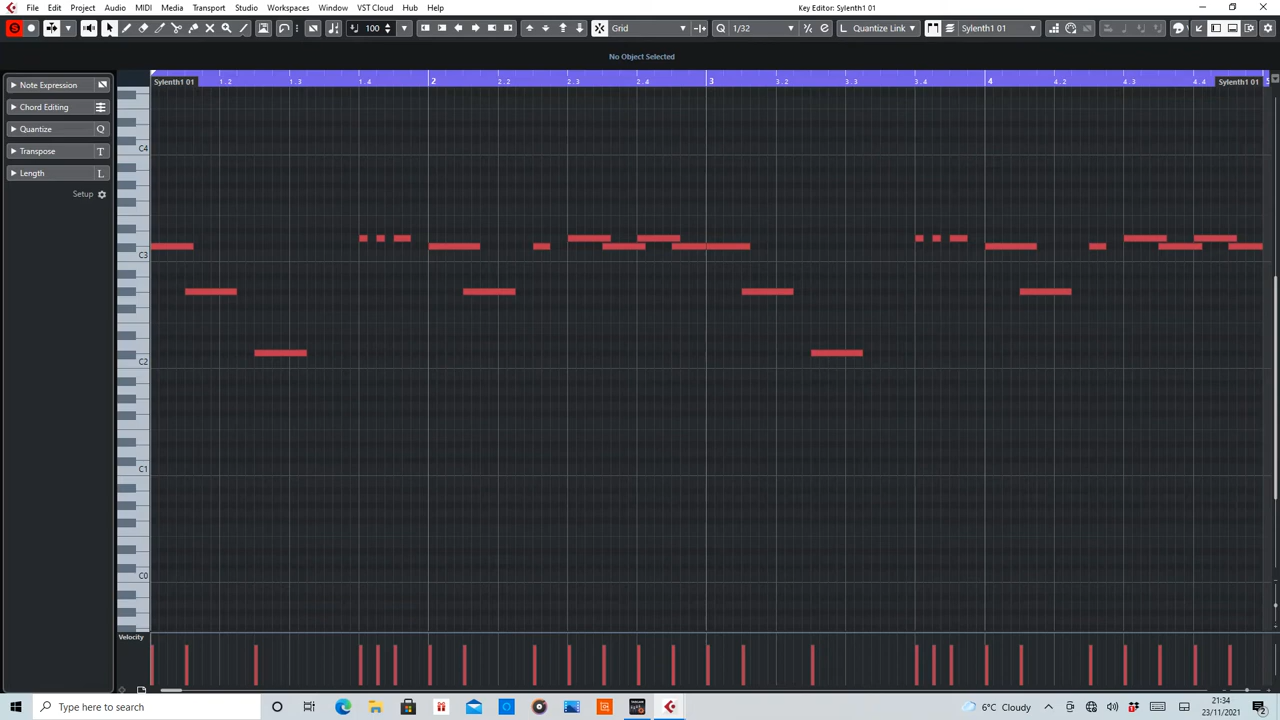 File Edit Project Audio MIDI Media Transport Studio Workspaces Window VST Cloud Hub Help Key Editor: Sylenth1 01
S 100 Grid Q 1/32 L Quantize Link Sylenth1 01
No Object Selected
Sylenth1 01 1.2 1.3 1.4 2 2.2 2.3 2.4 3 3.2 3.3 3.4 4 4.2 4.3 4.4 Sylenth1 01 5
Note Expression
Chord Editing
Quantize Q
Transpose T
Length L
Setup
C4
C3
C2
C1
C0
Velocity
Type here to search 6°C Cloudy 21:34 23/11/2021 2